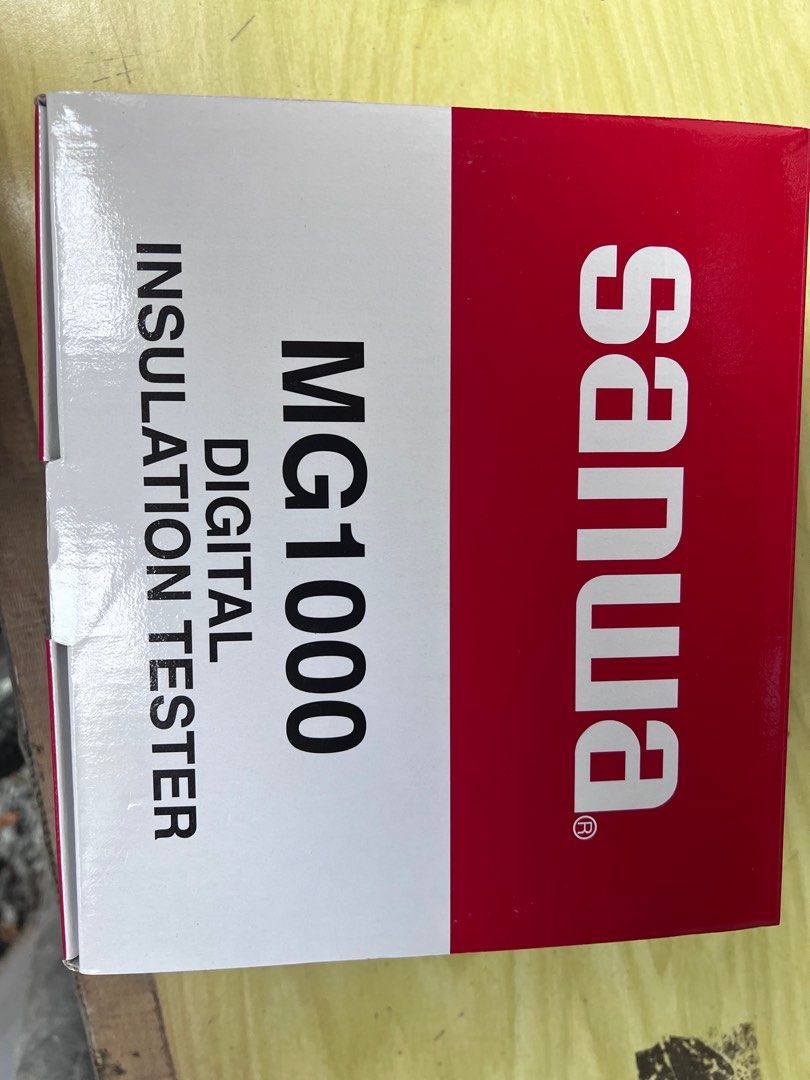 sanwa®
MG1000
DIGITAL
INSULATION TESTER